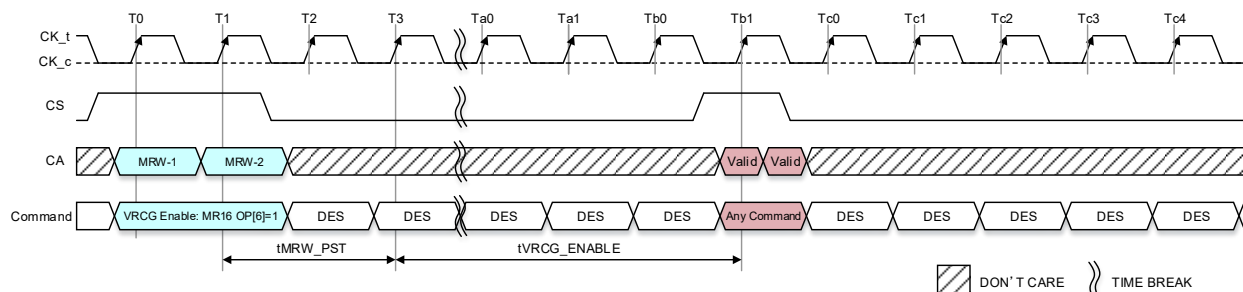 T0 T1 T2 T3 Ta0 Ta1 Tb0 Tb1 Tc0 Tc1 Tc2 Tc3 Tc4
CK_t
CK_c
CS
CA MRW-1 MRW-2 Valid Valid
Command VRCG Enable: MR16 OP[6]=1 DES DES DES DES DES Any Command DES DES DES DES DES
tMRW_PST tVRCG_ENABLE
DON'T CARE TIME BREAK